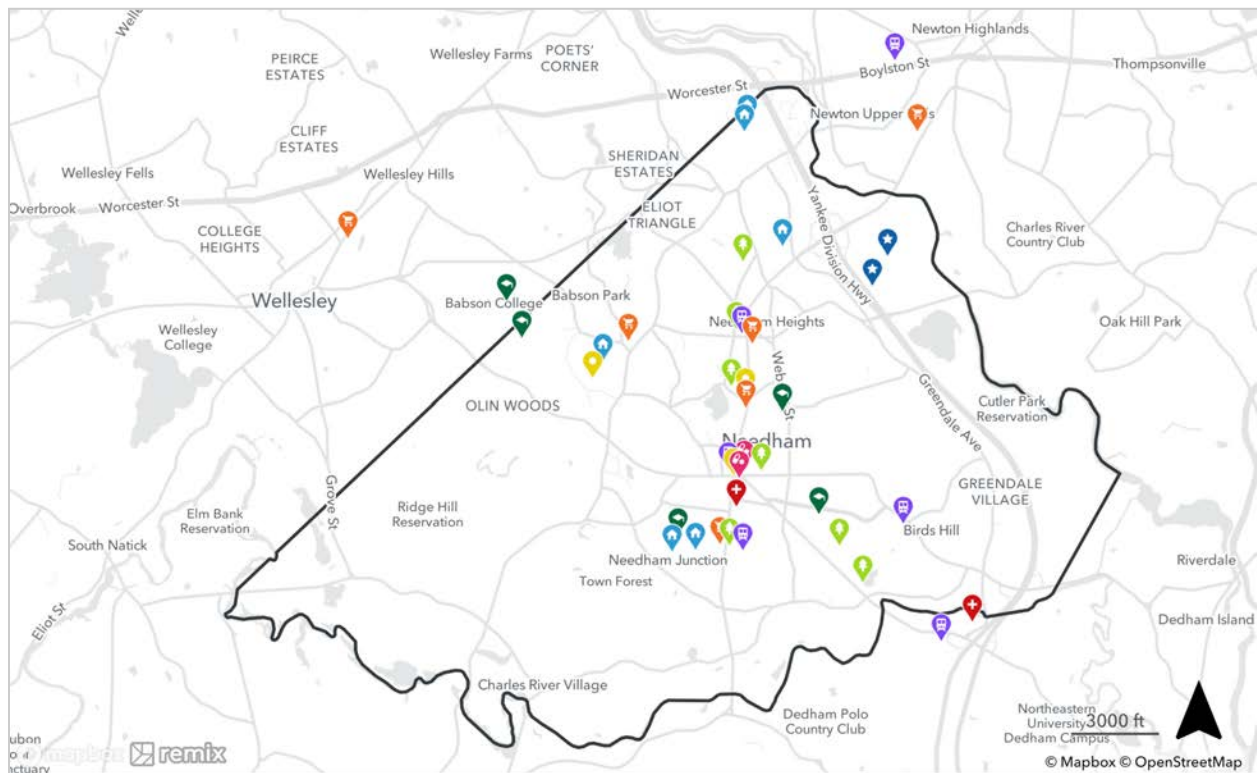 Newton Highlands
PEIRCE
ESTATES
Wellesley Farms
POETS'
CORNER
Boylston St
Thompsonville
Worcester St
Newton Upper
CLIFF
ESTATES
SHERIDAN
ESTATES
Wellesley Fells
Wellesley Hills
Overbrook
Worcester St
ELIOT
TRIANGLE
Yankee Division Hwy
Charles River
Country Club
COLLEGE
HEIGHTS
Wellesley
Babson College
Babson Park
Heights
Oak Hill Park
Wellesley
College
Web
St
Greendale Ave
OLIN WOODS
Cutler Park
Reservation
Needham
Grove St
Ridge Hill
Reservation
GREENDALE
VILLAGE
Elm Bank
Reservation
Birds Hill
South Natick
Needham Junction
Town Forest
Riverdale
Eliot St
Dedham Island
Charles River Village
Dedham Polo
Country Club
Northeastern
University
Dedham Campus
3000 ft
mapbox
remix
© Mapbox © OpenStreetMap